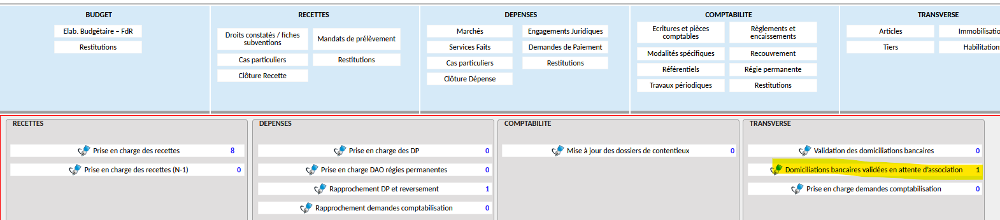 BUDGET
Elab. Budgétaire – FdR
Restitutions
RECETTES
Droits constatés / fiches
subventions
Mandats de prélèvement
Cas particuliers
Restitutions
Clôture Recette
DEPENSES
Marchés
Engagements Juridiques
Services Faits
Demandes de Paiement
Cas particuliers
Restitutions
Clôture Dépense
COMPTABILITE
Ecritures et pièces
comptables
Règlements et
encaissements
Modalités spécifiques
Recouvrement
Référentiels
Régie permanente
Travaux périodiques
Restitutions
TRANSVERSE
Articles
Immobilisatio
Tiers
Habilitation
RECETTES
Prise en charge des recettes 8
Prise en charge des recettes (N-1) 0
DEPENSES
Prise en charge des DP 0
Prise en charge DAO régies permanentes 0
Rapprochement DP et reversement 1
Rapprochement demandes comptabilisation 0
COMPTABILITE
Mise à jour des dossiers de contentieux 0
TRANSVERSE
Validation des domiciliations bancaires 0
Domiciliations bancaires validées en attente d'association 1
Prise en charge demandes comptabilisation 0